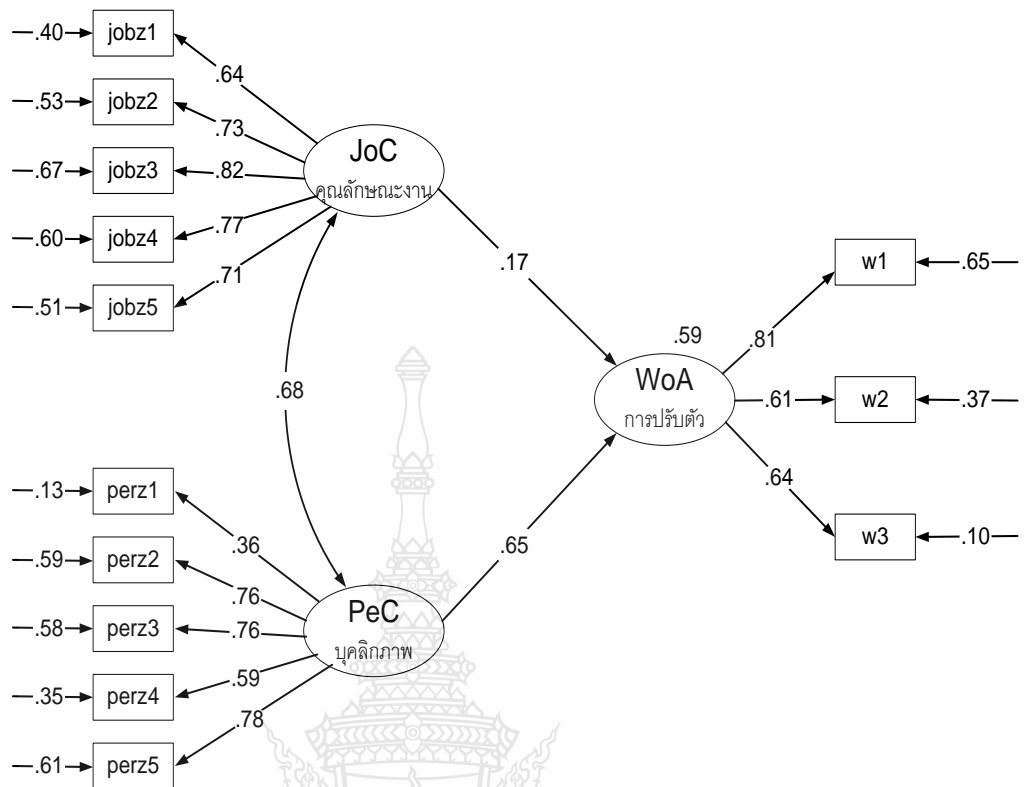 .40
jobz1
.64
.53
jobz2
.73
.67
jobz3
.82
.60
jobz4
.77
.51
jobz5
.71
JoC
คุณลักษณะงาน
.17
.68
.13
perz1
.36
.59
perz2
.76
.58
perz3
.76
.35
perz4
.59
.61
perz5
.78
PeC
บุคลิกภาพ
.65
.59
WoA
การปรับตัว
.81
w1
.65
.61
w2
.37
.64
w3
.10